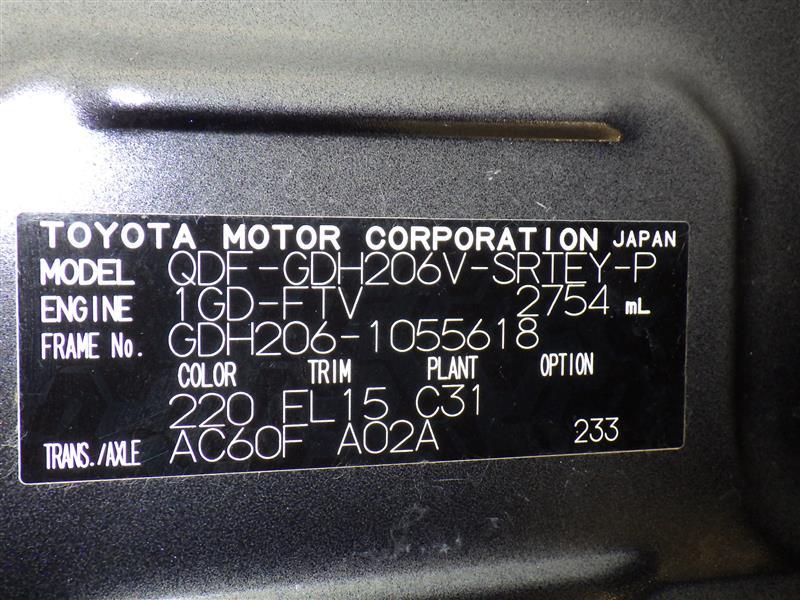 TOYOTA MOTOR CORPORATION JAPAN
MODEL QDF-GDH206V-SRTEY-P
ENGINE 1GD-FTV 2754 mL
FRAME No. GDH206-1055618
COLOR TRIM PLANT OPTION
220 FL15 C31
TRANS./AXLE AC60F A02A 233